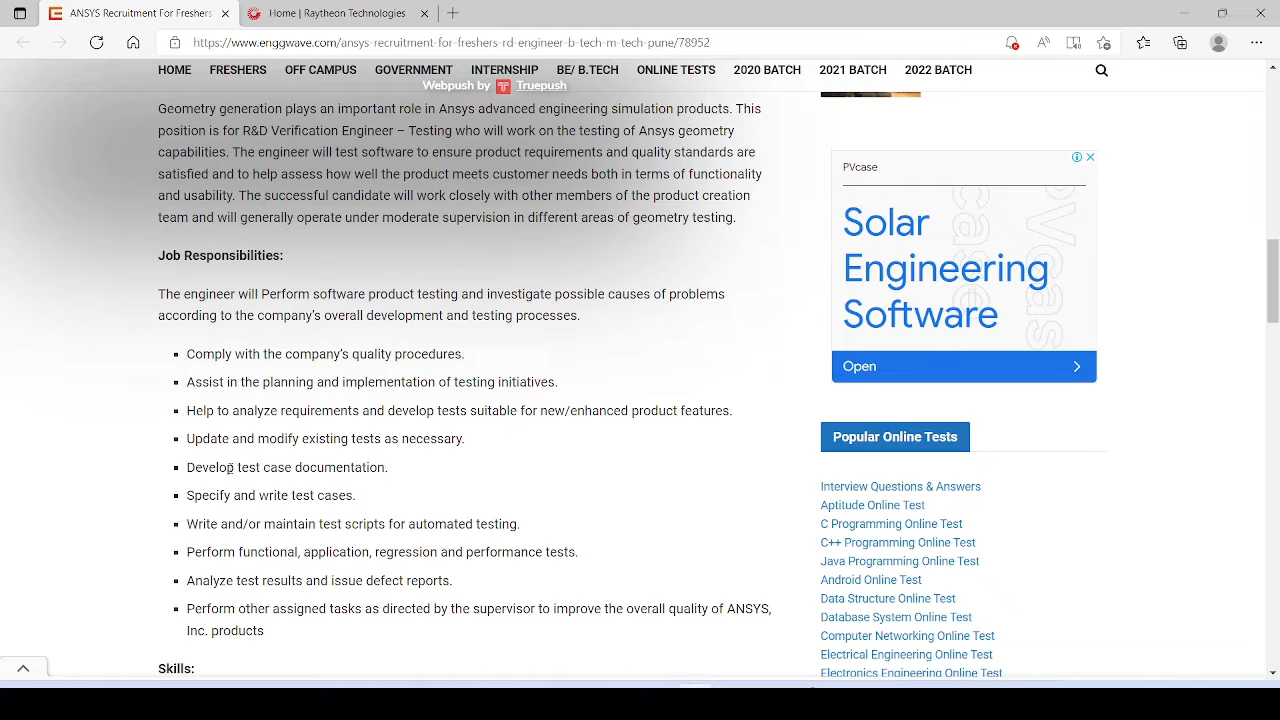 ANSYS Recruitment For Freshers
Home | Raytheon Technologies
https://www.enggwave.com/ansys-recruitment-for-freshers-rd-engineer-b-tech-m-tech-pune/78952
HOME FRESHERS OFF CAMPUS GOVERNMENT INTERNSHIP BE/ B.TECH ONLINE TESTS 2020 BATCH 2021 BATCH 2022 BATCH
Webpush by Truepush
Geometry generation plays an important role in Ansys advanced engineering simulation products. This
position is for R&D Verification Engineer – Testing who will work on the testing of Ansys geometry
capabilities. The engineer will test software to ensure product requirements and quality standards are
satisfied and to help assess how well the product meets customer needs both in terms of functionality
and usability. The successful candidate will work closely with other members of the product creation
team and will generally operate under moderate supervision in different areas of geometry testing.
Job Responsibilities:
The engineer will Perform software product testing and investigate possible causes of problems
according to the company's overall development and testing processes.
Comply with the company's quality procedures.
Assist in the planning and implementation of testing initiatives.
Help to analyze requirements and develop tests suitable for new/enhanced product features.
Update and modify existing tests as necessary.
Develop test case documentation.
Specify and write test cases.
Write and/or maintain test scripts for automated testing.
Perform functional, application, regression and performance tests.
Analyze test results and issue defect reports.
Perform other assigned tasks as directed by the supervisor to improve the overall quality of ANSYS,
Inc. products
Skills:
PVcase
Solar
Engineering
Software
PVcase
PVcas
Open
Popular Online Tests
Interview Questions & Answers
Aptitude Online Test
C Programming Online Test
C++ Programming Online Test
Java Programming Online Test
Android Online Test
Data Structure Online Test
Database System Online Test
Computer Networking Online Test
Electrical Engineering Online Test
Electronics Engineering Online Test